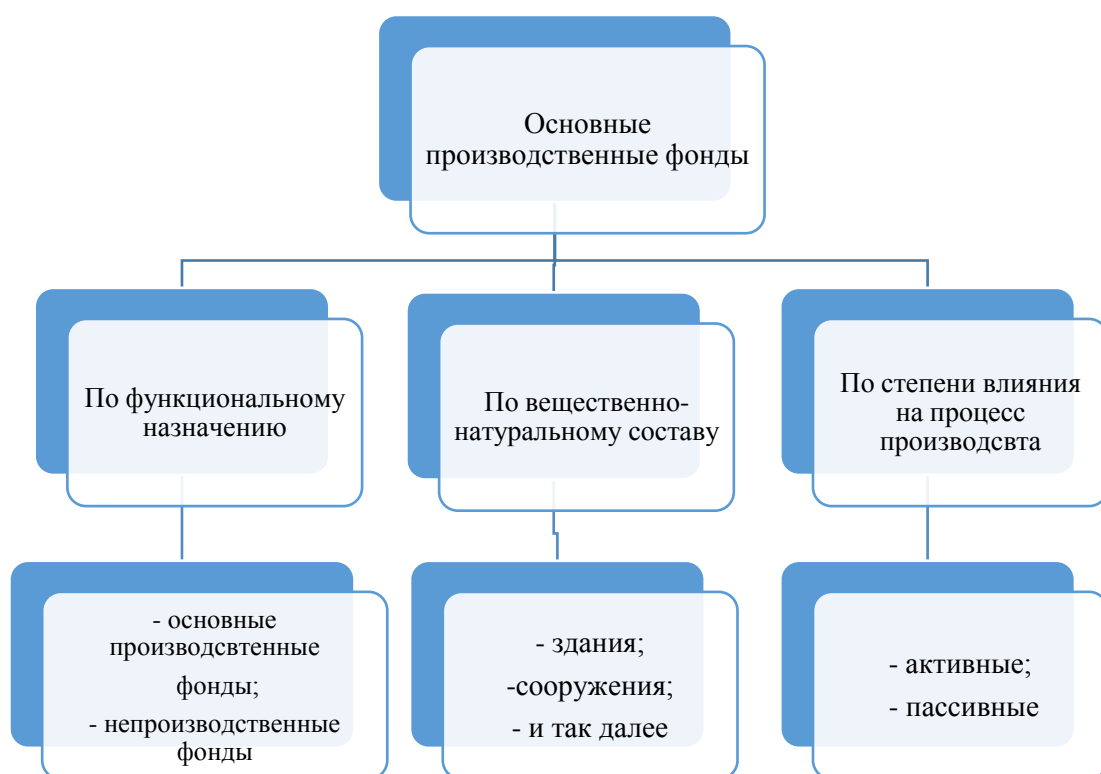 Основные
производственные фонды
По функциональному
назначению
По вещественно-
натуральному составу
По степени влияния
на процесс
производсвта
- основные
производсвтенные
фонды;
- непроизводственные
фонды
- здания;
-сооружения;
- и так далее
- активные;
- пассивные